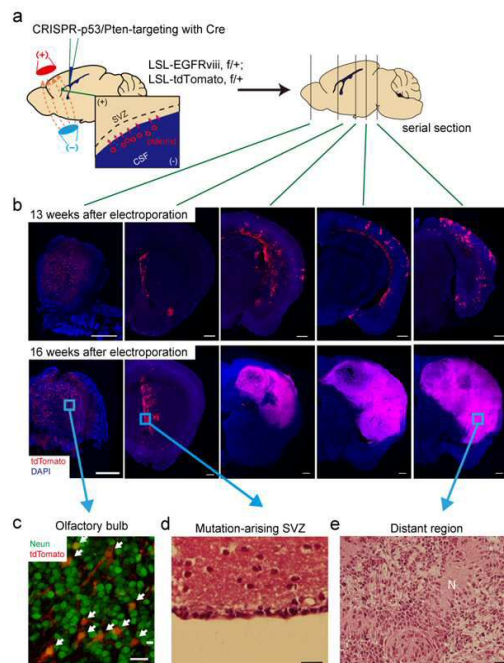 a
CRISPR-p53/Pten-targeting with Cre
(+)
LSL-EGFRviii, f/+;
LSL-tdTomato, f/+
(+)
SVZ
CSF
(-)
(-)
serial section
b
13 weeks after electroporation
16 weeks after electroporation
tdTomato
DAPI
c
Olfactory bulb
d
Mutation-arising SVZ
e
Distant region
Neun
tdTomato
N